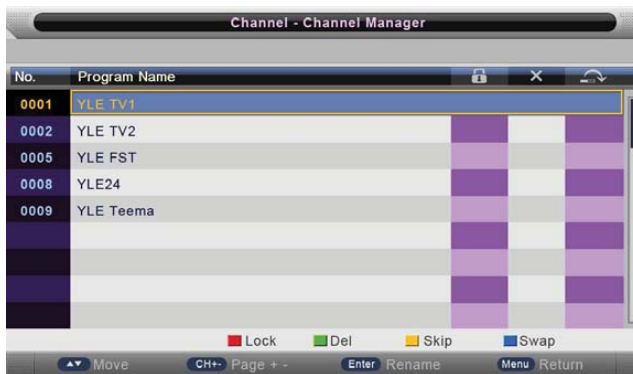 Channel - Channel Manager
No. Program Name
0001 YLE TV1
0002 YLE TV2
0005 YLE FST
0008 YLE24
0009 YLE Teema
Lock Del Skip Swap
Move CH+- Page + - Enter Rename Menu Return